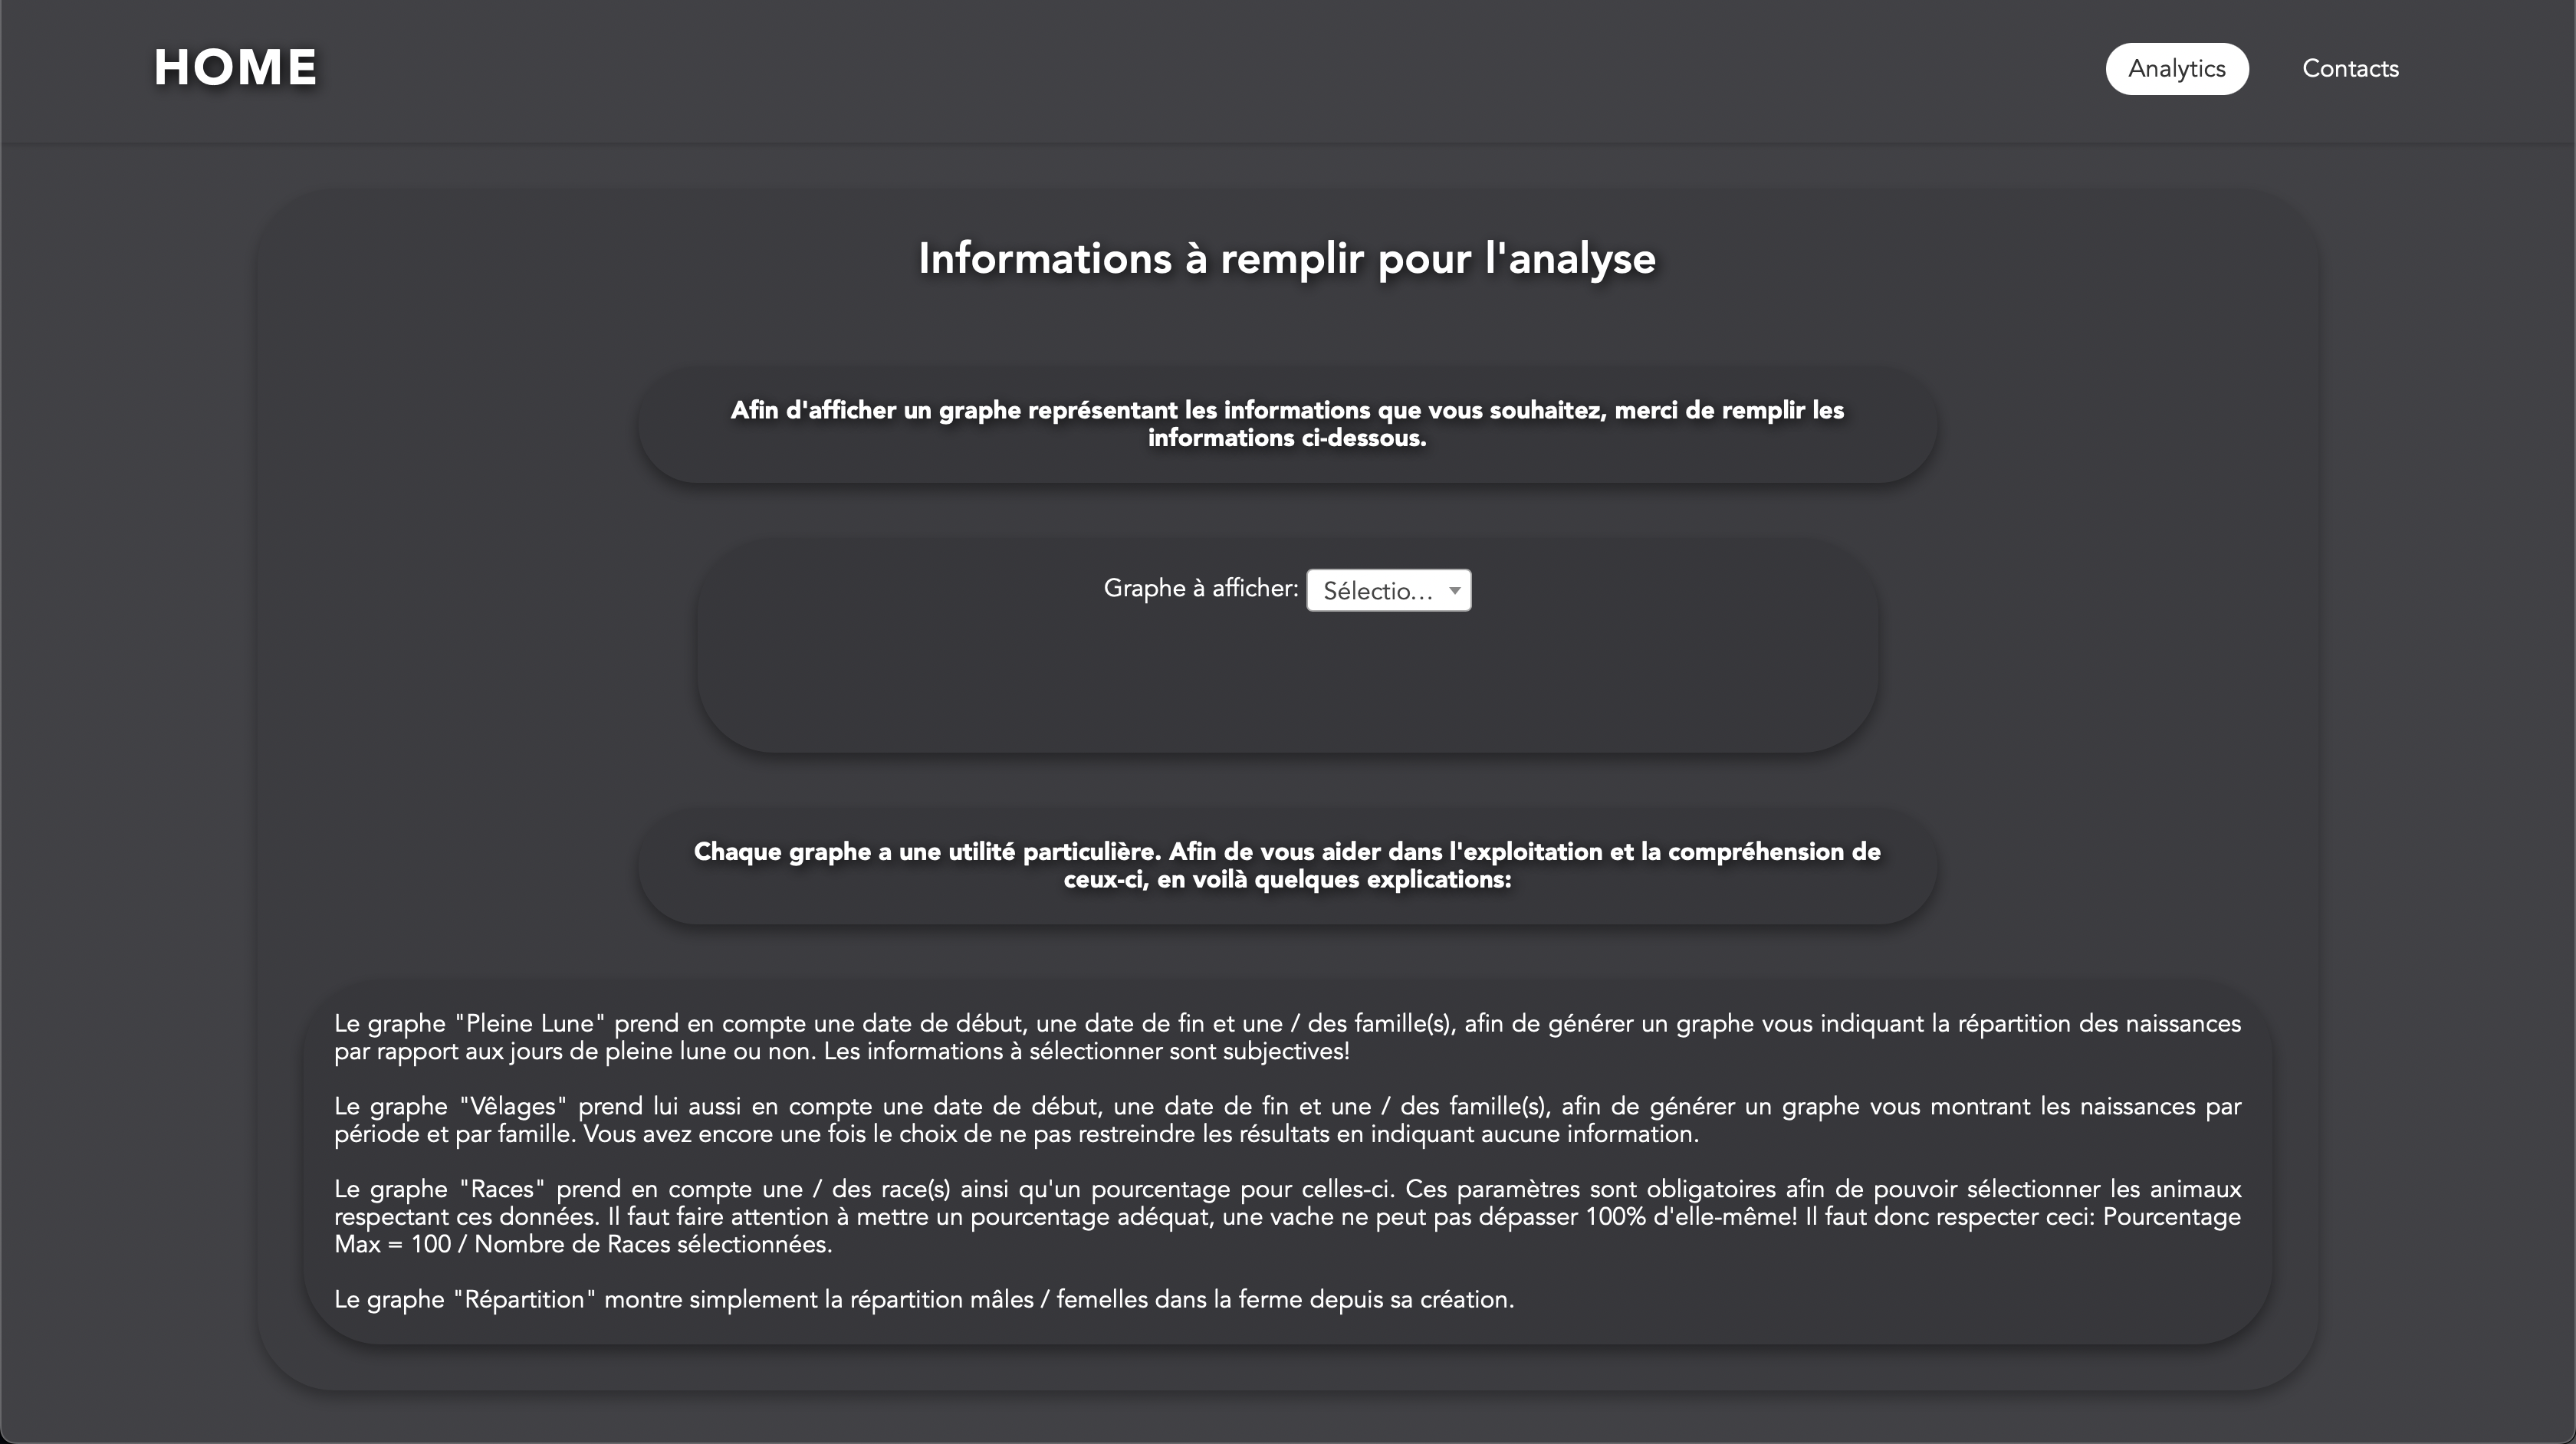 HOME
Analytics
Contacts
Informations à remplir pour l'analyse
Afin d'afficher un graphe représentant les informations que vous souhaitez, merci de remplir les
informations ci-dessous.
Graphe à afficher: Sélectio...
Chaque graphe a une utilité particulière. Afin de vous aider dans l'exploitation et la compréhension de
ceux-ci, en voilà quelques explications:
Le graphe "Pleine Lune" prend en compte une date de début, une date de fin et une / des famille(s), afin de générer un graphe vous indiquant la répartition des naissances
par rapport aux jours de pleine lune ou non. Les informations à sélectionner sont subjectives!
Le graphe "Vêlages" prend lui aussi en compte une date de début, une date de fin et une / des famille(s), afin de générer un graphe vous montrant les naissances par
période et par famille. Vous avez encore une fois le choix de ne pas restreindre les résultats en indiquant aucune information.
Le graphe "Races" prend en compte une / des race(s) ainsi qu'un pourcentage pour celles-ci. Ces paramètres sont obligatoires afin de pouvoir sélectionner les animaux
respectant ces données. Il faut faire attention à mettre un pourcentage adéquat, une vache ne peut pas dépasser 100% d'elle-même! Il faut donc respecter ceci: Pourcentage
Max = 100 / Nombre de Races sélectionnées.
Le graphe "Répartition" montre simplement la répartition mâles / femelles dans la ferme depuis sa création.